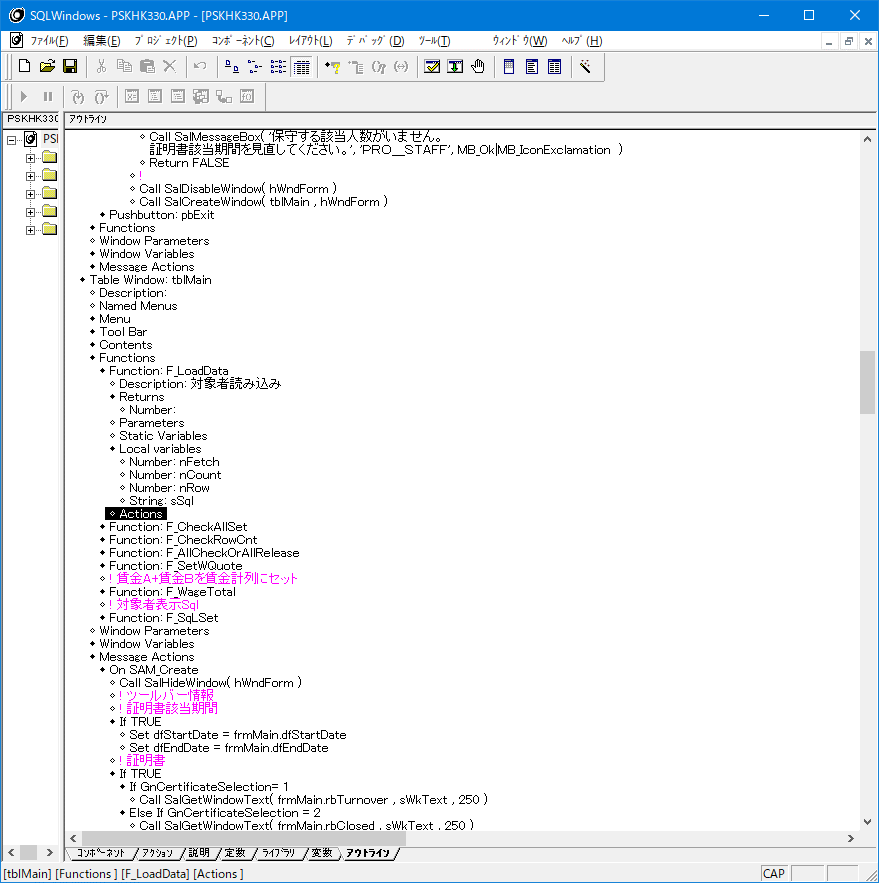 SQLWindows - PSKHK330.APP - [PSKHK330.APP]
ファイル(F) 編集(E) プロジェクト(P) コンポーネント(C) レイアウト(L) デバッグ(D) ツール(T) ウィンドウ(W) ヘルプ(H)
PSKHK330 アウトライン
PS
Call SalMessageBox( '保守する該当人数がいません。
証明書該当期間を見直してください。', 'PRO__STAFF', MB_Ok|MB_IconExclamation )
Return FALSE
!
Call SalDisableWindow( hWndForm )
Call SalCreateWindow( tblMain , hWndForm )
Pushbutton: pbExit
Functions
Window Parameters
Window Variables
Message Actions
Table Window: tblMain
Description:
Named Menus
Menu
Tool Bar
Contents
Functions
Function: F_LoadData
Description: 対象者読み込み
Returns
Number:
Parameters
Static Variables
Local variables
Number: nFetch
Number: nCount
Number: nRow
String: sSql
Actions
Function: F_CheckAllSet
Function: F_CheckRowCnt
Function: F_AllCheckOrAllRelease
Function: F_SetWQuote
! 賃金A+賃金Bを賃金計列にセット
Function: F_WageTotal
! 対象者表示Sql
Function: F_SqLSet
Window Parameters
Window Variables
Message Actions
On SAM_Create
Call SalHideWindow( hWndForm )
! ツールバー情報
! 証明書該当期間
If TRUE
Set dfStartDate = frmMain.dfStartDate
Set dfEndDate = frmMain.dfEndDate
! 証明書
If TRUE
If GnCertificateSelection= 1
Call SalGetWindowText( frmMain.rbTurnover , sWkText , 250 )
Else If GnCertificateSelection = 2
Call SalGetWindowText( frmMain.rbClosed , sWkText , 250 )
コンポーネント アクション 説明 定数 ライブラリ 変数 アウトライン
[tblMain] [Functions ] [F_LoadData] [Actions ] CAP